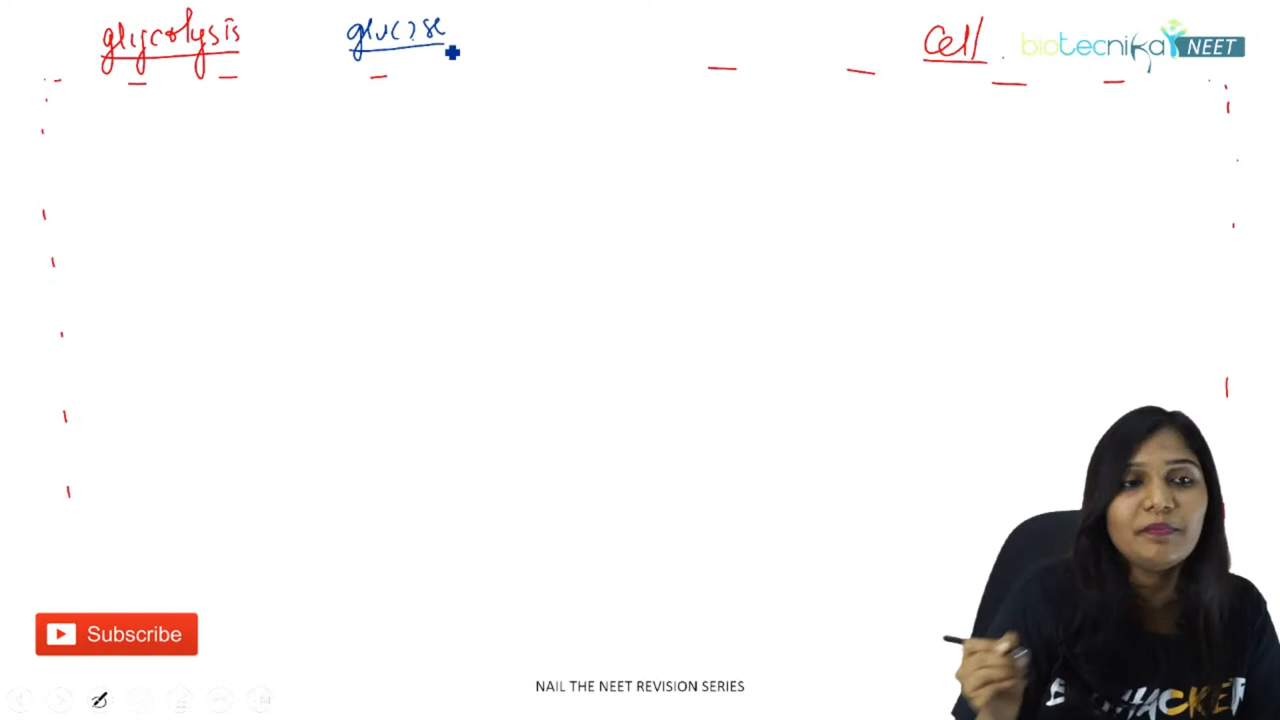 glycolysis glucose Cell
biotecnika NEET
Subscribe
NAIL THE NEET REVISION SERIES